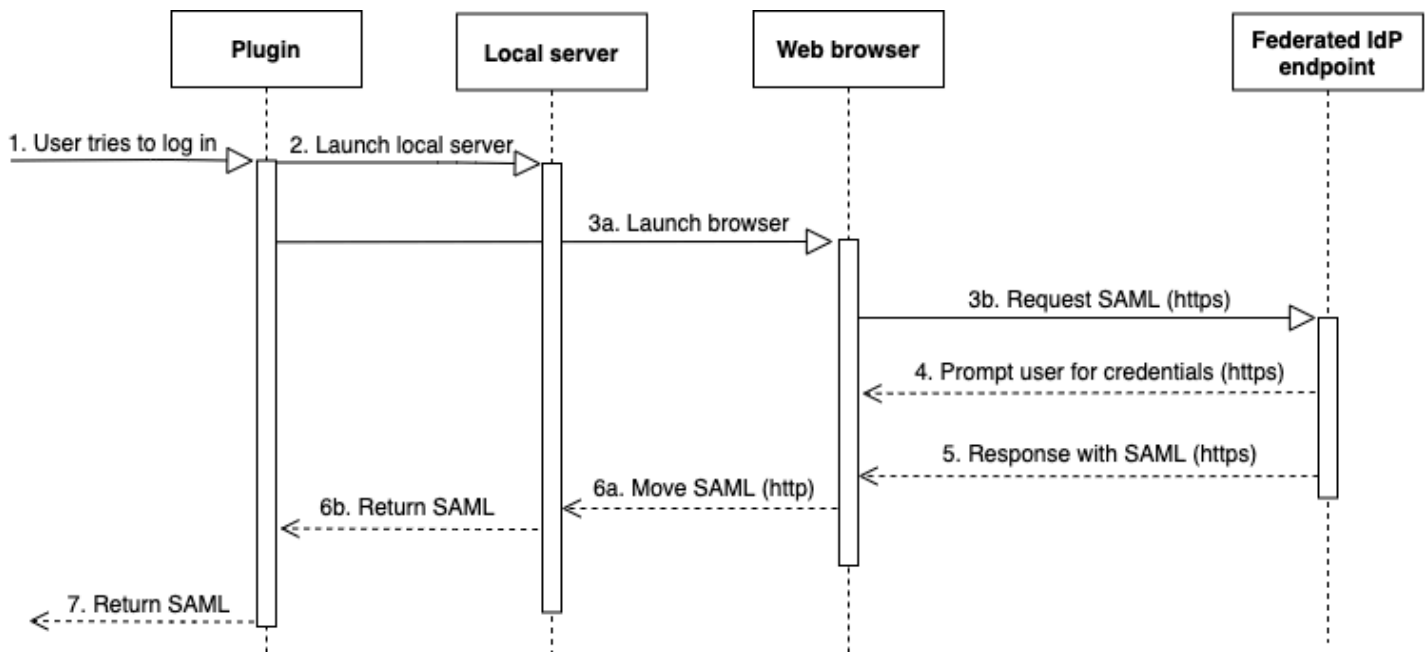 Plugin
Local server
Web browser
Federated IdP
endpoint
1. User tries to log in
2. Launch local server
3a. Launch browser
3b. Request SAML (https)
4. Prompt user for credentials (https)
5. Response with SAML (https)
6a. Move SAML (http)
6b. Return SAML
7. Return SAML